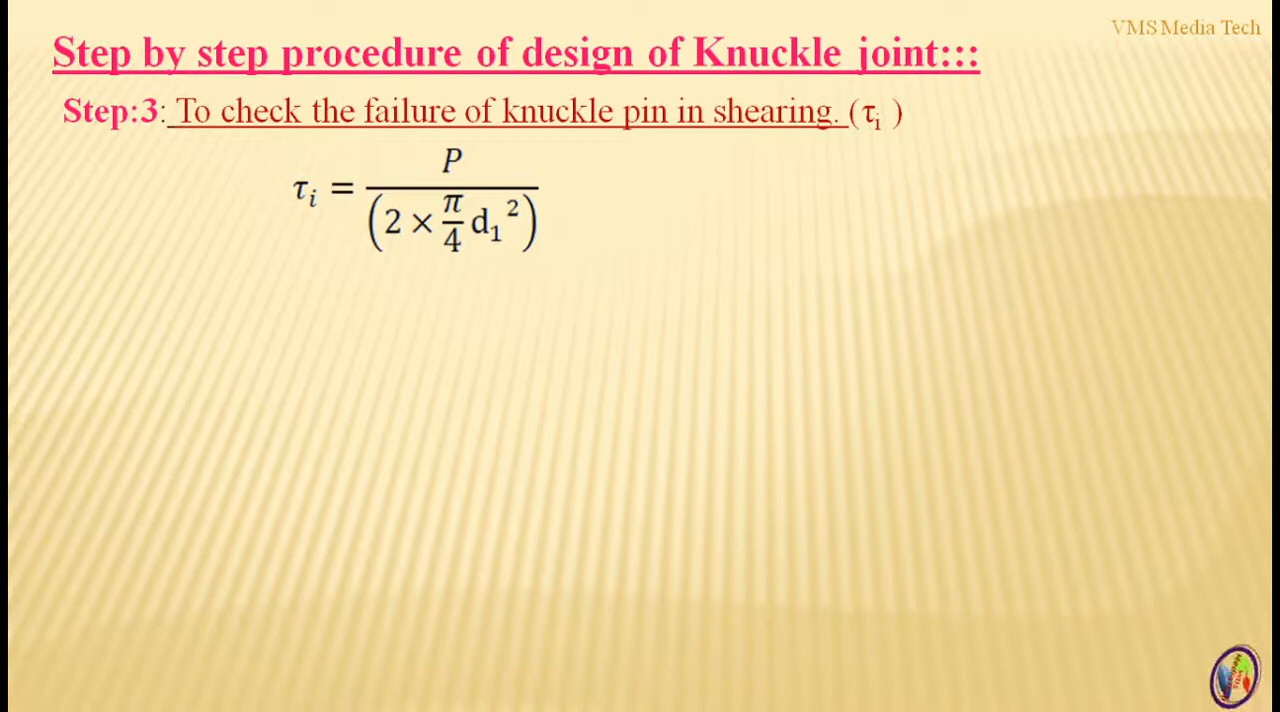 VMS Media Tech
Step by step procedure of design of Knuckle joint:::
Step:3: To check the failure of knuckle pin in shearing. (τᵢ )
τᵢ = P / (2 × π/4 d₁²)